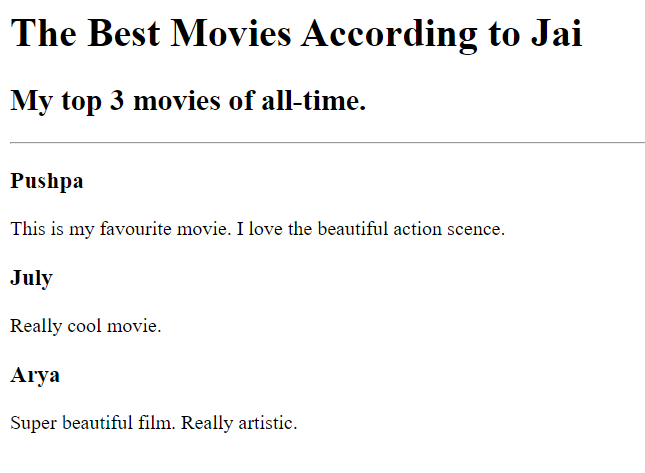 The Best Movies According to Jai
My top 3 movies of all-time.
Pushpa
This is my favourite movie. I love the beautiful action scence.
July
Really cool movie.
Arya
Super beautiful film. Really artistic.